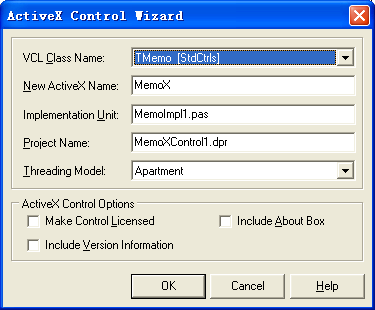 ActiveX Control Wizard
VCL Class Name: TMemo [StdCtrls]
New ActiveX Name: MemoX
Implementation Unit: MemoImpl1.pas
Project Name: MemoXControl1.dpr
Threading Model: Apartment
ActiveX Control Options
Make Control Licensed Include About Box
Include Version Information
OK Cancel Help